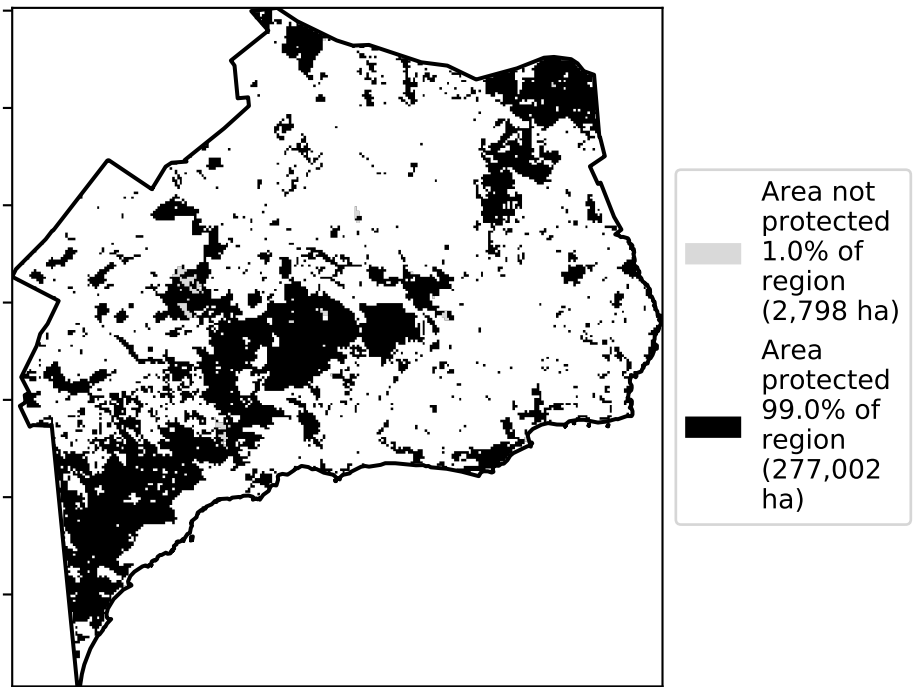 Area not
protected
1.0% of
region
(2,798 ha)
Area
protected
99.0% of
region
(277,002
ha)